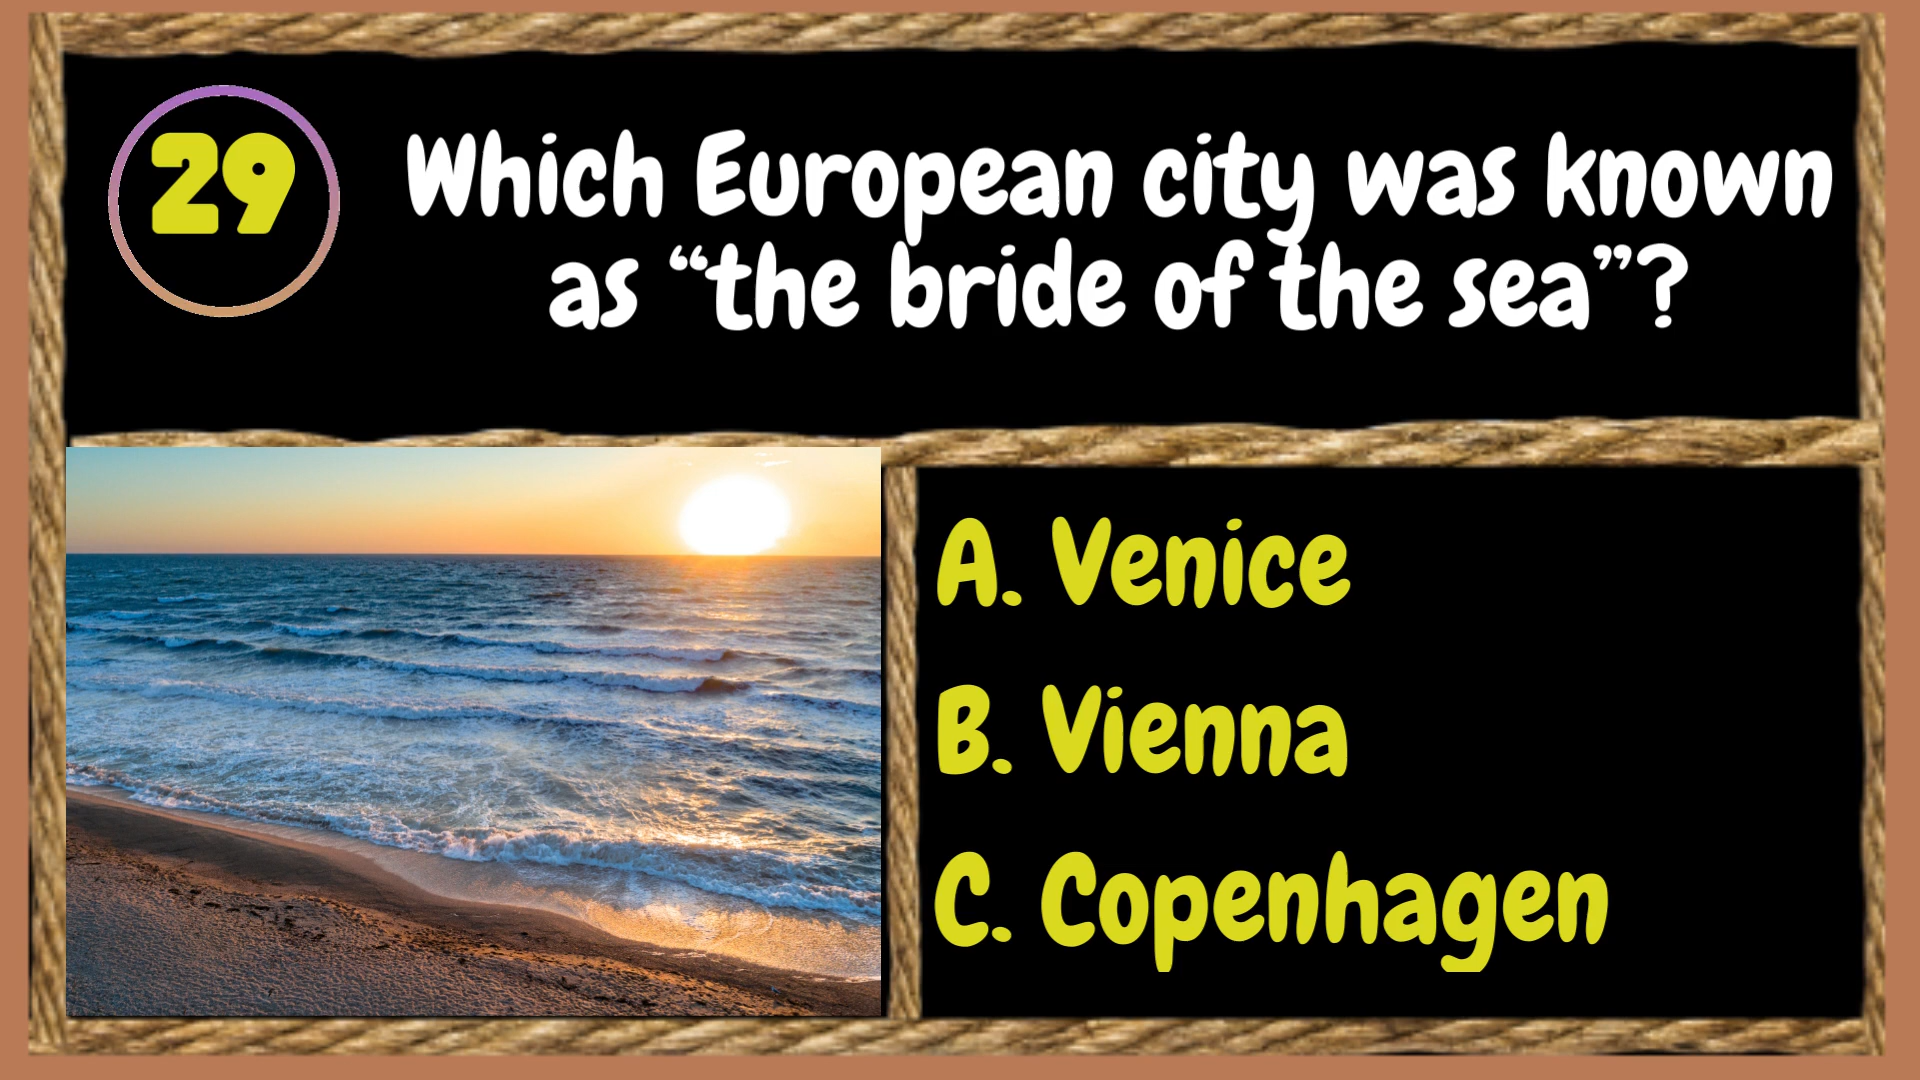 29
Which European city was known
as “the bride of the sea”?
A. Venice
B. Vienna
C. Copenhagen